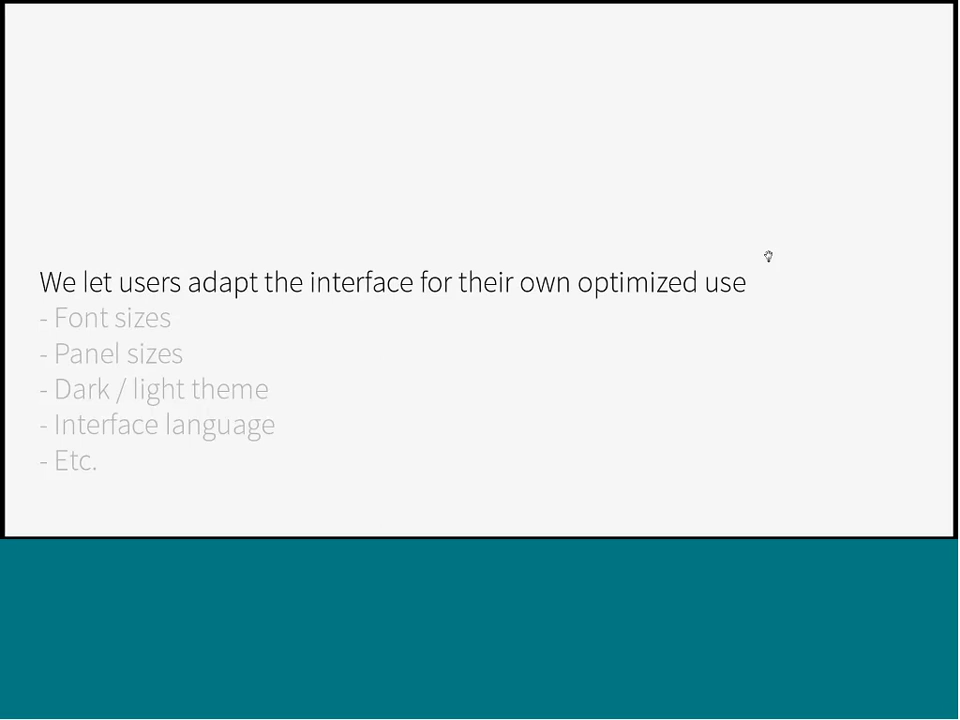 We let users adapt the interface for their own optimized use
- Font sizes
- Panel sizes
- Dark / light theme
- Interface language
- Etc.